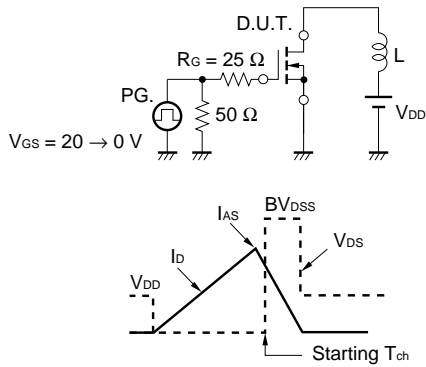 D.U.T.
RG = 25 Ω
L
PG.
50 Ω
VDD
VGS = 20 → 0 V
BVDSS
IAS
VDS
ID
VDD
Starting Tch